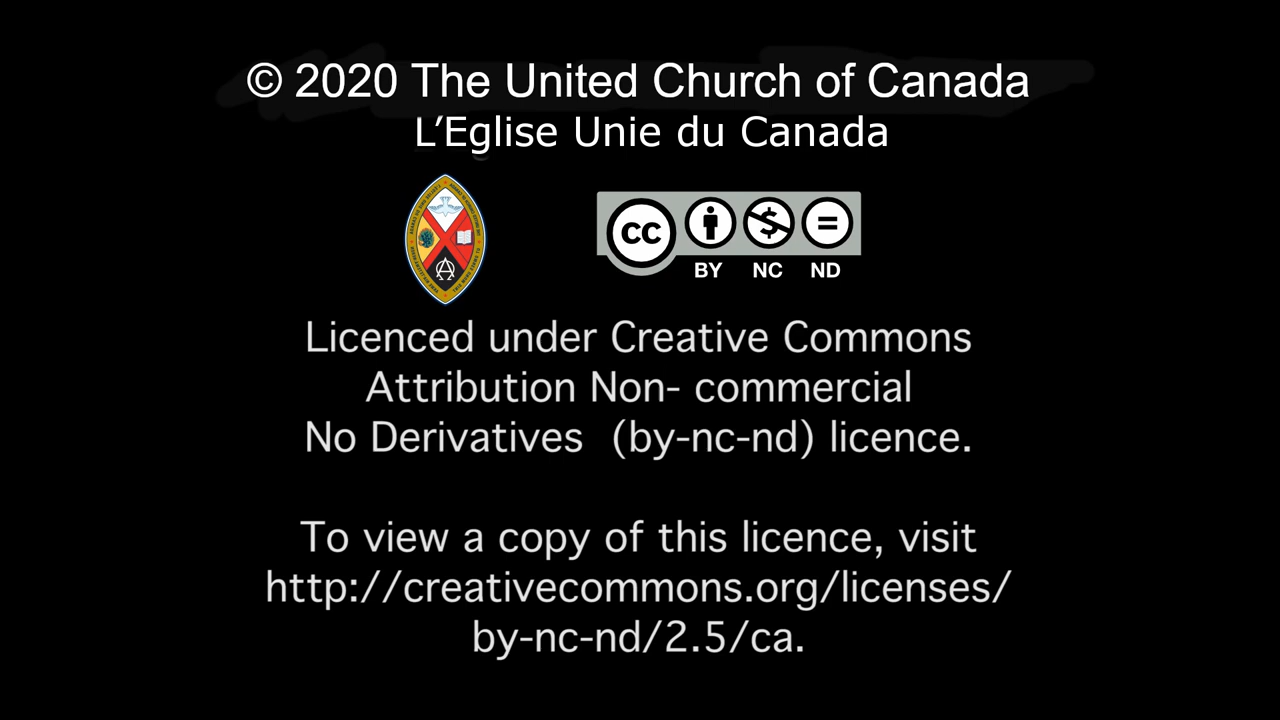 © 2020 The United Church of Canada
L’Eglise Unie du Canada
CC
BY NC ND
Licenced under Creative Commons
Attribution Non- commercial
No Derivatives (by-nc-nd) licence.
To view a copy of this licence, visit
http://creativecommons.org/licenses/
by-nc-nd/2.5/ca.